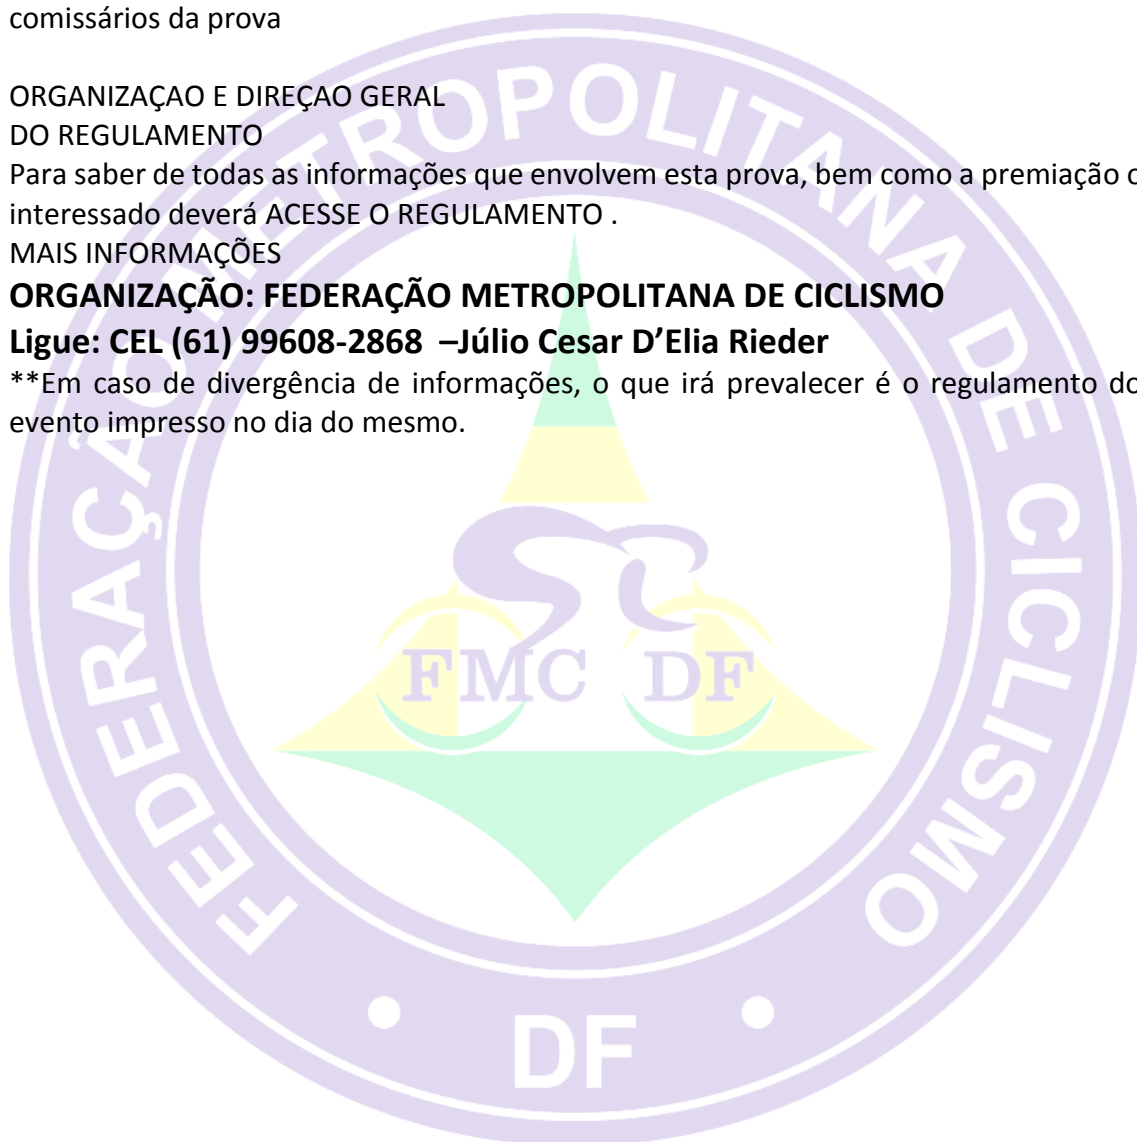 comissários da prova
ORGANIZAÇAO E DIREÇAO GERAL
DO REGULAMENTO
Para saber de todas as informações que envolvem esta prova, bem como a premiação o
interessado deverá ACESSE O REGULAMENTO .
MAIS INFORMAÇÕES
ORGANIZAÇÃO: FEDERAÇÃO METROPOLITANA DE CICLISMO
Ligue: CEL (61) 99608-2868 –Júlio Cesar D’Elia Rieder
**Em caso de divergência de informações, o que irá prevalecer é o regulamento do
evento impresso no dia do mesmo.
FEDERAÇÃO METROPOLITANA DE CICLISMO
FMC DF
• DF •